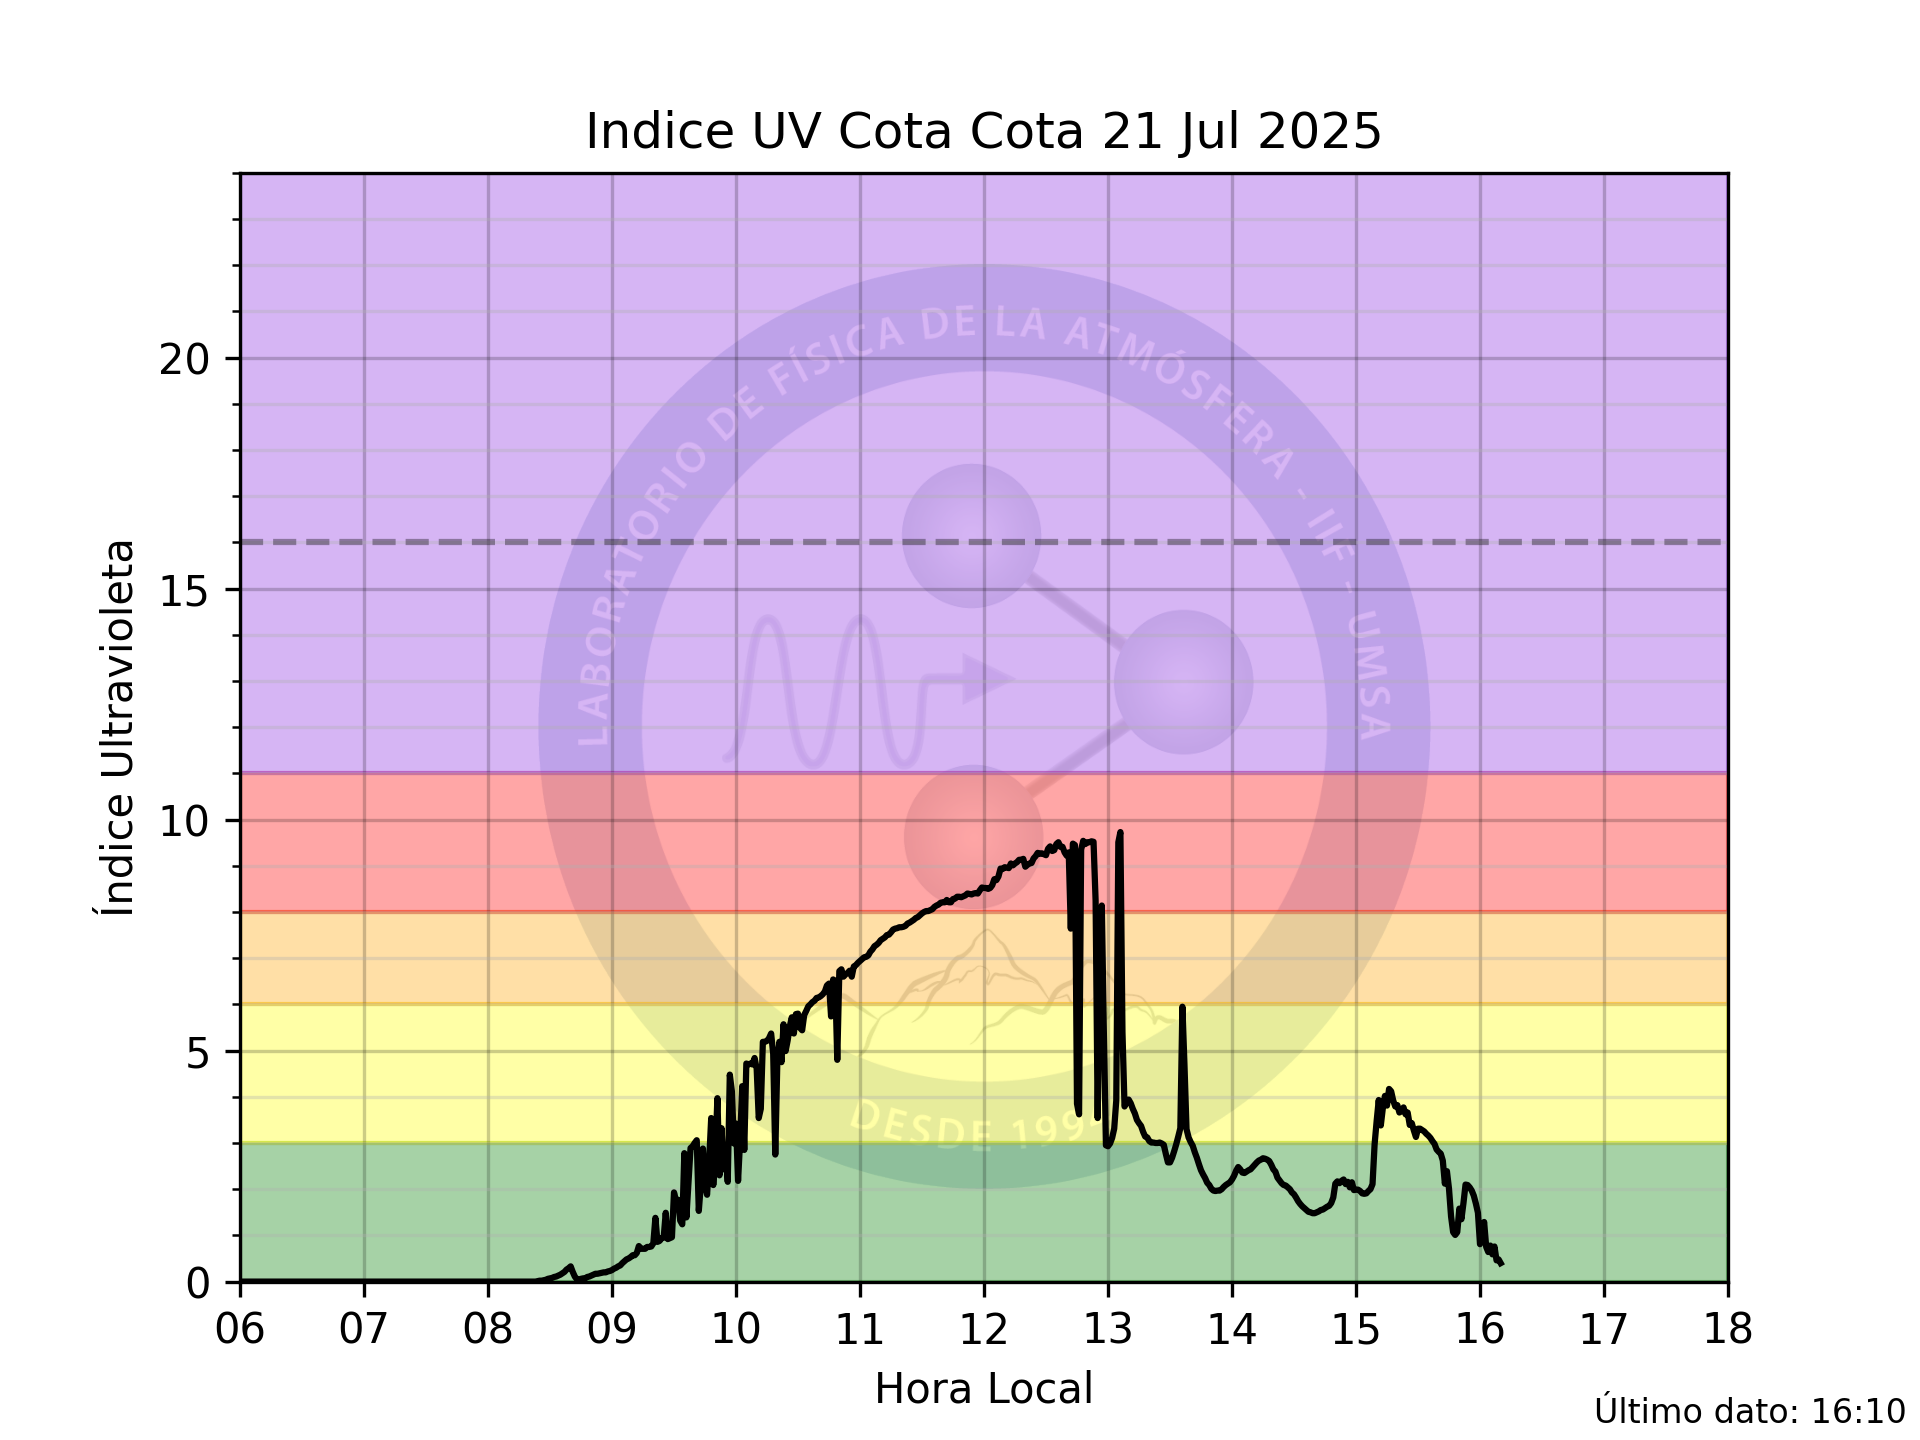 Indice UV Cota Cota 21 Jul 2025
Índice Ultravioleta
20
15
10
5
0
LABORATORIO DE FÍSICA DE LA ATMÓSFERA - IIF - UMSA
DESDE 199
06 07 08 09 10 11 12 13 14 15 16 17 18
Hora Local
Último dato: 16:10